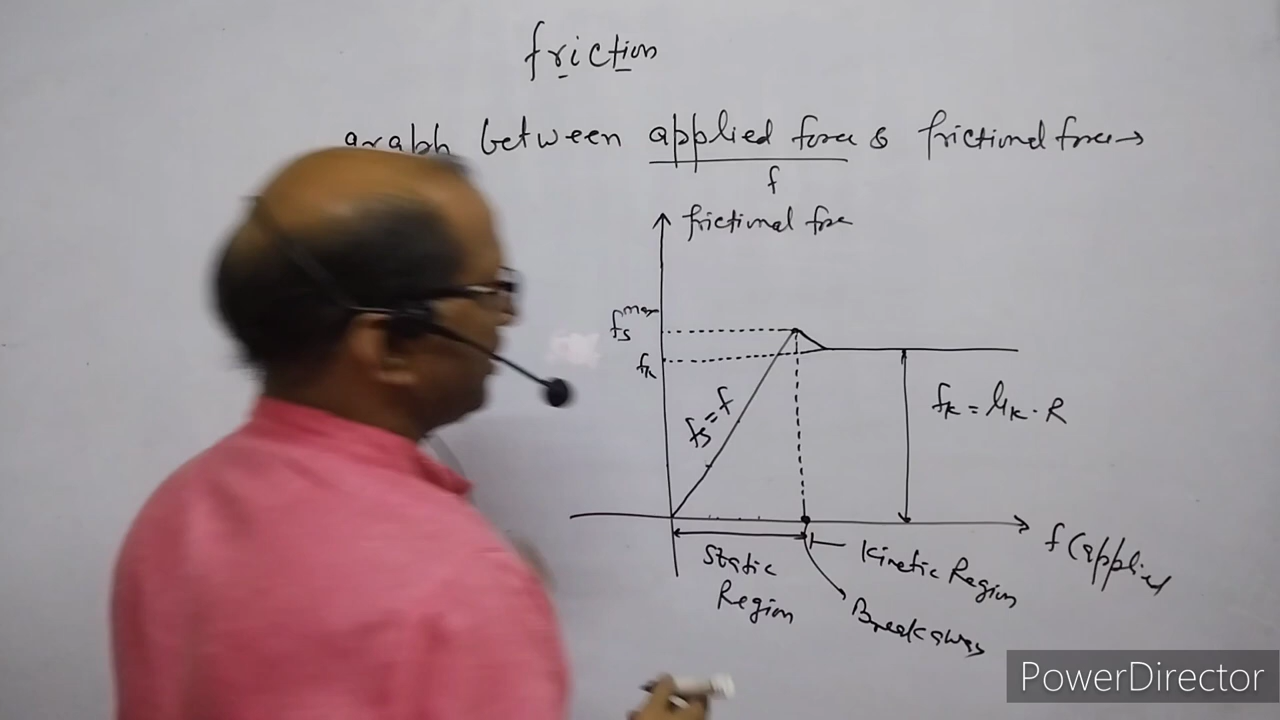 friction
graph between applied force & frictional force→
f
frictional force
fs max
fk
fs = f
fk = μk · R
f (applied
Static
Region
Kinetic Region
Breakaway
PowerDirector